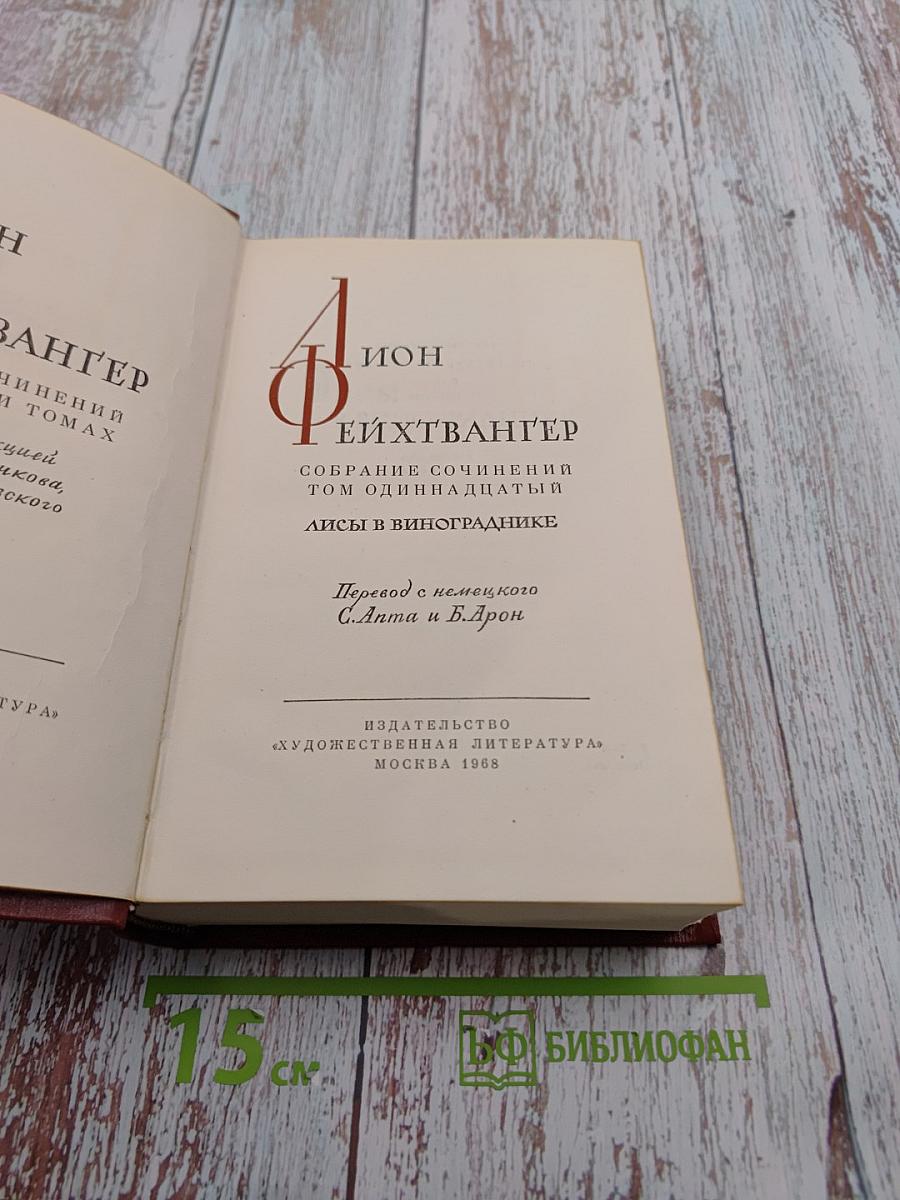 Н
ВАНГЕР
ЧИНЕНИЙ
И ТОМАХ
ЛИОН
ФЕЙХТВАНГЕР
СОБРАНИЕ СОЧИНЕНИЙ
ТОМ ОДИННАДЦАТЫЙ
ЛИСЫ В ВИНОГРАДНИКЕ
Перевод с немецкого
С. Апта и Б. Арон
ИЗДАТЕЛЬСТВО
«ХУДОЖЕСТВЕННАЯ ЛИТЕРАТУРА»
МОСКВА 1968
15 см
БФ БИБЛИОФАН